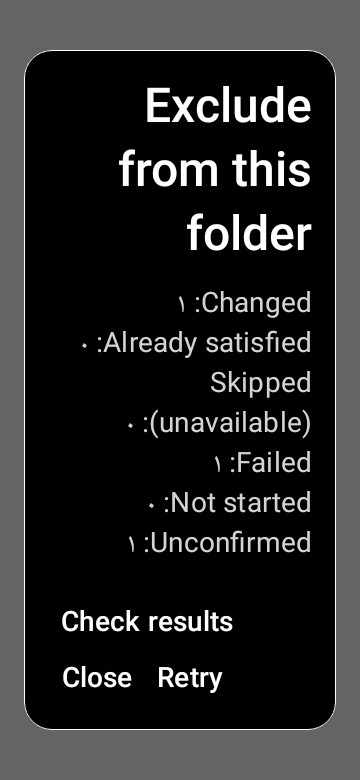 Exclude
from this
folder
Changed: ١
Already satisfied: ٠
Skipped
(unavailable): ٠
Failed: ١
Not started: ٠
Unconfirmed: ١
Check results
Close
Retry